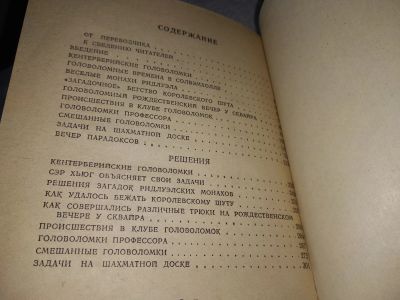 СОДЕРЖАНИЕ
ОТ ПЕРЕВОДЧИКА
К СВЕДЕНИЮ ЧИТАТЕЛЕЙ
ВВЕДЕНИЕ
КЕНТЕРБЕРИЙСКИЕ ГОЛОВОЛОМКИ
ГОЛОВОЛОМНЫЕ ВРЕМЕНА В СОЛВЭМХОЛЛЕ
ВЕСЕЛЫЕ МОНАХИ РИДЛУЭЛА
«ЗАГАДОЧНОЕ» БЕГСТВО КОРОЛЕВСКОГО ШУТА
ГОЛОВОЛОМНЫЙ РОЖДЕСТВЕНСКИЙ ВЕЧЕР У СКВАЙРА
ПРОИСШЕСТВИЯ В КЛУБЕ ГОЛОВОЛОМОК
ГОЛОВОЛОМКИ ПРОФЕССОРА
СМЕШАННЫЕ ГОЛОВОЛОМКИ
ЗАДАЧИ НА ШАХМАТНОЙ ДОСКЕ
ВЕЧЕР ПАРАДОКСОВ
РЕШЕНИЯ
КЕНТЕРБЕРИЙСКИЕ ГОЛОВОЛОМКИ
СЭР ХЬЮГ ОБЪЯСНЯЕТ СВОИ ЗАДАЧИ
РЕШЕНИЯ ЗАГАДОК РИДЛУЭЛСКИХ МОНАХОВ
КАК УДАЛОСЬ БЕЖАТЬ КОРОЛЕВСКОМУ ШУТУ
КАК СОВЕРШАЛИСЬ РАЗЛИЧНЫЕ ТРЮКИ НА РОЖДЕСТВЕНСКОМ
ВЕЧЕРЕ У СКВАЙРА
ПРОИСШЕСТВИЯ В КЛУБЕ ГОЛОВОЛОМОК
ГОЛОВОЛОМКИ ПРОФЕССОРА
СМЕШАННЫЕ ГОЛОВОЛОМКИ
ЗАДАЧИ НА ШАХМАТНОЙ ДОСКЕ